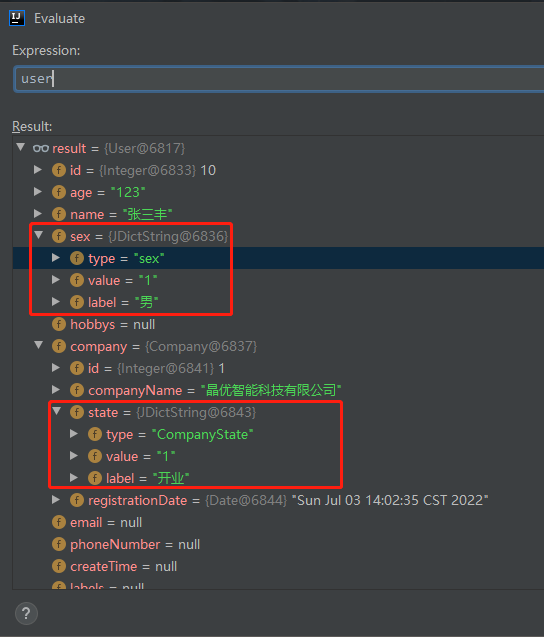 Evaluate
Expression:
user
Result:
result = {User@6817}
id = {Integer@6833} 10
age = "123"
name = "张三丰"
sex = {JDictString@6836}
type = "sex"
value = "1"
label = "男"
hobbys = null
company = {Company@6837}
id = {Integer@6841} 1
companyName = "晶优智能科技有限公司"
state = {JDictString@6843}
type = "CompanyState"
value = "1"
label = "开业"
registrationDate = {Date@6844} "Sun Jul 03 14:02:35 CST 2022"
email = null
phoneNumber = null
createTime = null
labels = null
?